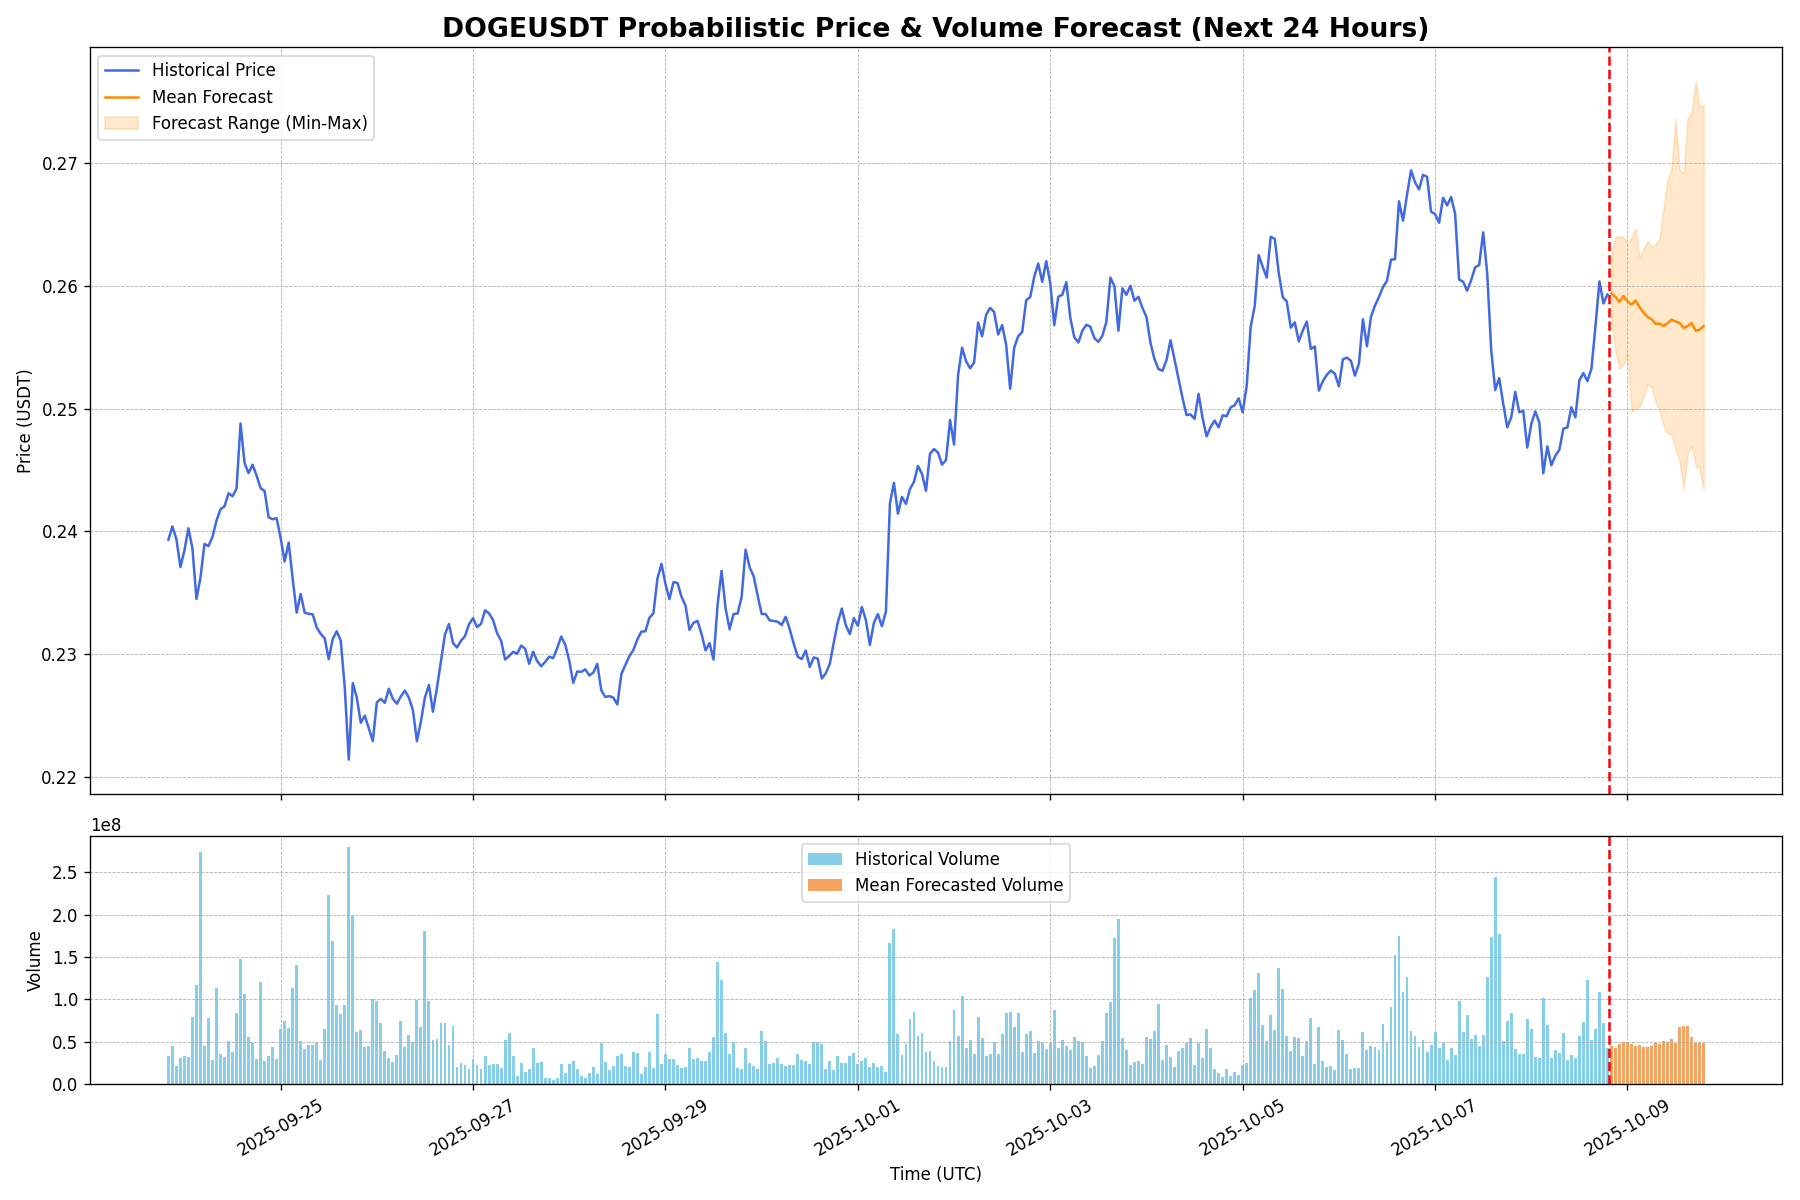 DOGEUSDT Probabilistic Price & Volume Forecast (Next 24 Hours)
Historical Price
Mean Forecast
Forecast Range (Min-Max)
Price (USDT)
0.27
0.26
0.25
0.24
0.23
0.22
1e8
Historical Volume
Mean Forecasted Volume
Volume
2.5
2.0
1.5
1.0
0.5
0.0
2025-09-25
2025-09-27
2025-09-29
2025-10-01
2025-10-03
2025-10-05
2025-10-07
2025-10-09
Time (UTC)